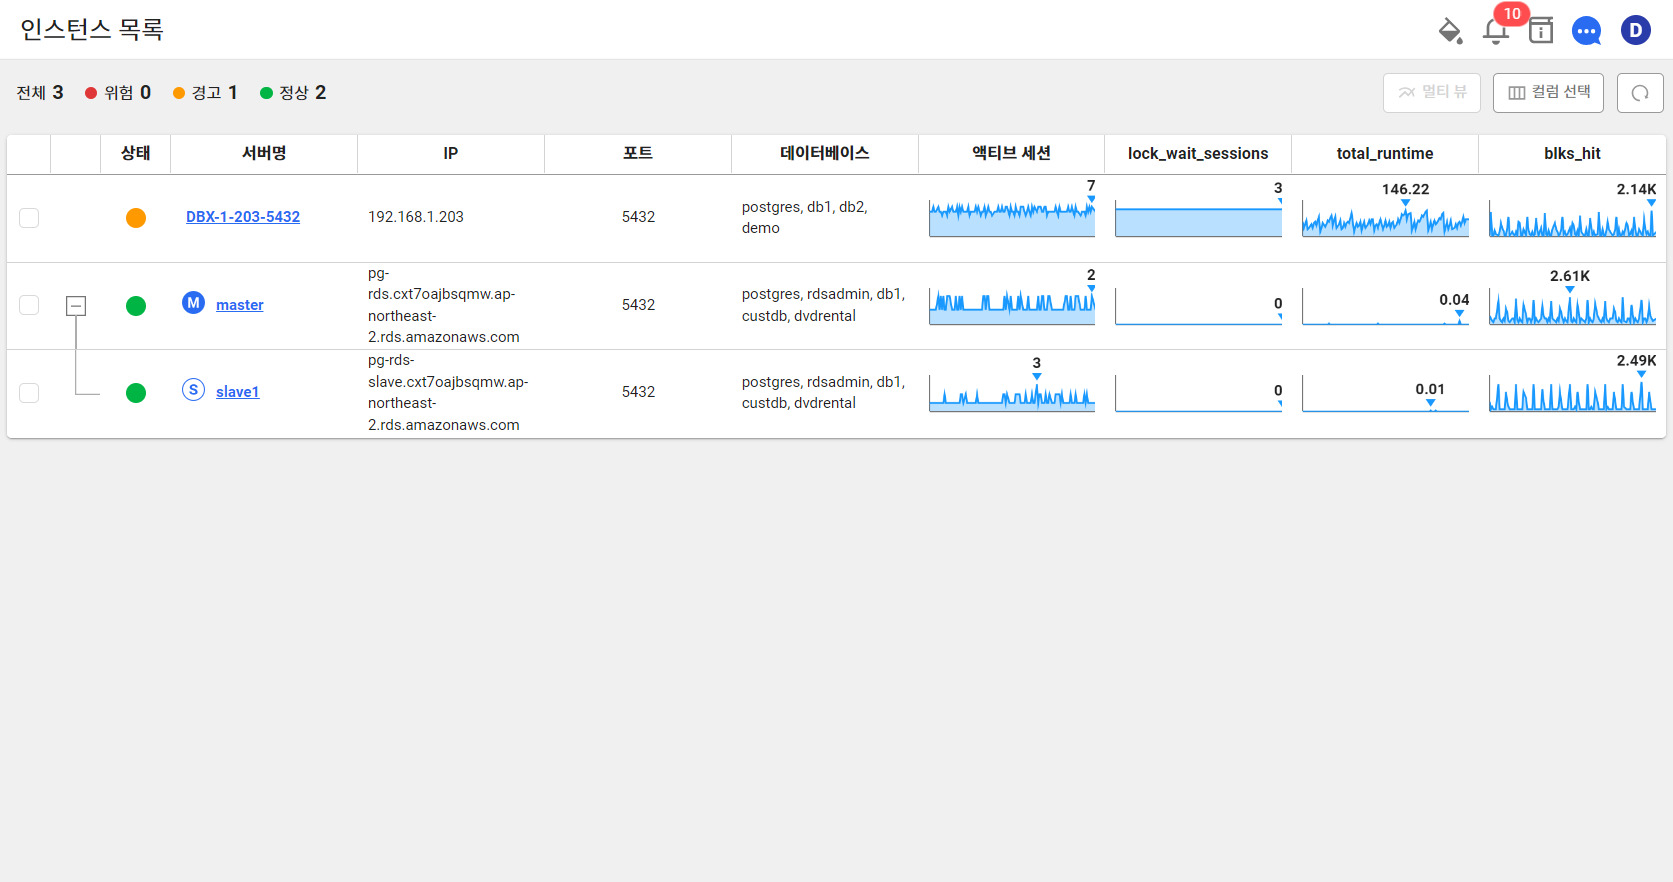 인스턴스 목록
10
D
전체 3 위험 0 경고 1 정상 2
멀티 뷰
컬럼 선택
상태 서버명 IP 포트 데이터베이스 액티브 세션 lock_wait_sessions total_runtime blks_hit
DBX-1-203-5432
192.168.1.203
5432
postgres, db1, db2,
demo
7
3
146.22
2.14K
M
master
pg-
rds.cxt7oajbsqmw.ap-
northeast-
2.rds.amazonaws.com
5432
postgres, rdsadmin, db1,
custdb, dvdrental
2
0
0.04
2.61K
S
slave1
pg-rds-
slave.cxt7oajbsqmw.ap-
northeast-
2.rds.amazonaws.com
5432
postgres, rdsadmin, db1,
custdb, dvdrental
3
0
0.01
2.49K